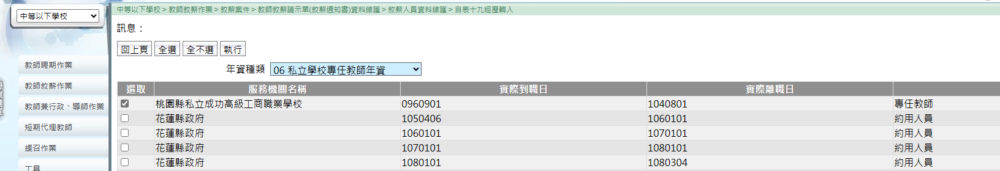 中等以下學校
中等以下學校 > 教師敘薪作業 > 敘薪案件 > 教師敘薪請示單(敘薪通知書)資料維護 > 敘薪人員資料維護 > 自表十九經歷轉入
訊息：
回上頁 全選 全不選 執行
年資種類 06 私立學校專任教師年資
教師聘期作業
教師敘薪作業
教師兼行政、導師作業
短期代理教師
緩召作業
工具
選取 服務機關名稱 實際到職日 實際離職日
桃園縣私立成功高級工商職業學校 0960901 1040801 專任教師
花蓮縣政府 1050406 1060101 約用人員
花蓮縣政府 1060101 1070101 約用人員
花蓮縣政府 1070101 1080101 約用人員
花蓮縣政府 1080101 1080304 約用人員